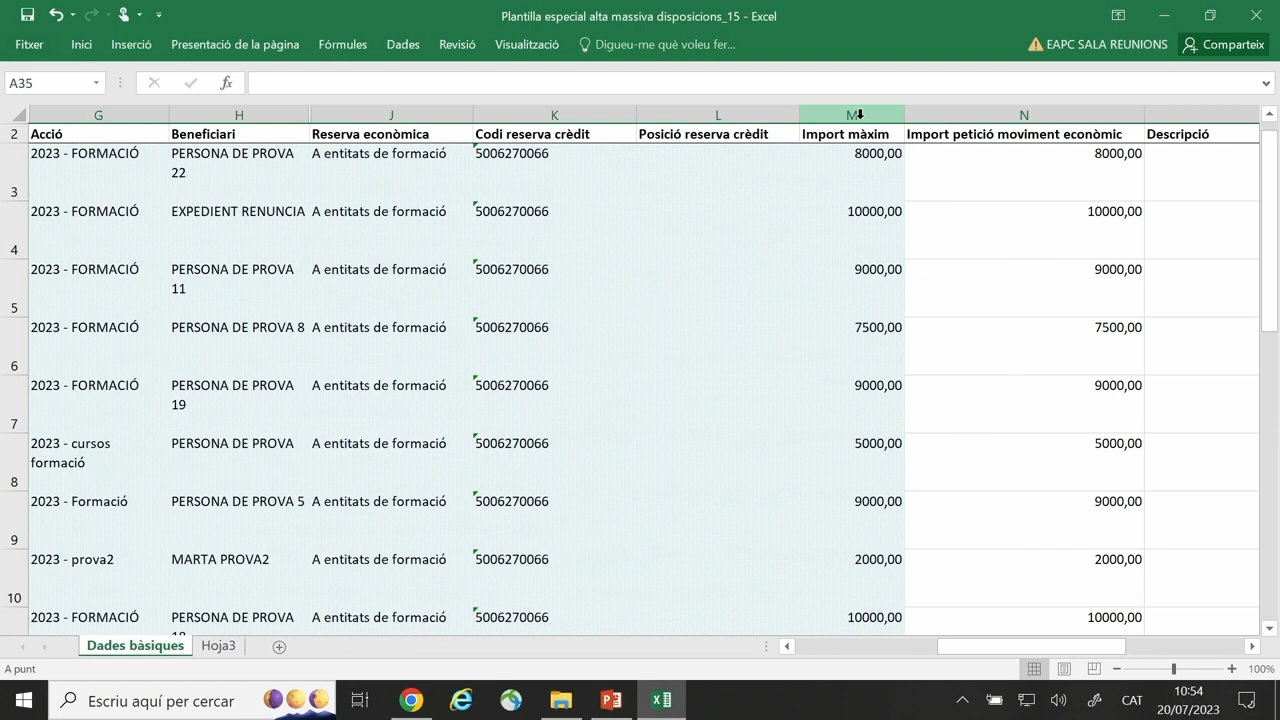 Plantilla especial alta massiva disposicions_15 - Excel
Fitxer Inici Inserció Presentació de la pàgina Fórmules Dades Revisió Visualització Digueu-me què voleu fer... EAPC SALA REUNIONS Comparteix
A35 fx
G H J K L M N
2 Acció Beneficiari Reserva econòmica Codi reserva crèdit Posició reserva crèdit Import màxim Import petició moviment econòmic Descripció
2023 - FORMACIÓ PERSONA DE PROVA A entitats de formació 5006270066 8000,00 8000,00
22
3
2023 - FORMACIÓ EXPEDIENT RENUNCIA A entitats de formació 5006270066 10000,00 10000,00
4
2023 - FORMACIÓ PERSONA DE PROVA A entitats de formació 5006270066 9000,00 9000,00
11
5
2023 - FORMACIÓ PERSONA DE PROVA 8 A entitats de formació 5006270066 7500,00 7500,00
6
2023 - FORMACIÓ PERSONA DE PROVA A entitats de formació 5006270066 9000,00 9000,00
19
7
2023 - cursos PERSONA DE PROVA A entitats de formació 5006270066 5000,00 5000,00
formació
8
2023 - Formació PERSONA DE PROVA 5 A entitats de formació 5006270066 9000,00 9000,00
9
2023 - prova2 MARTA PROVA2 A entitats de formació 5006270066 2000,00 2000,00
10
2023 - FORMACIÓ PERSONA DE PROVA A entitats de formació 5006270066 10000,00 10000,00
Dades bàsiques Hoja3
A punt 100%
Escriu aquí per cercar CAT 10:54
20/07/2023